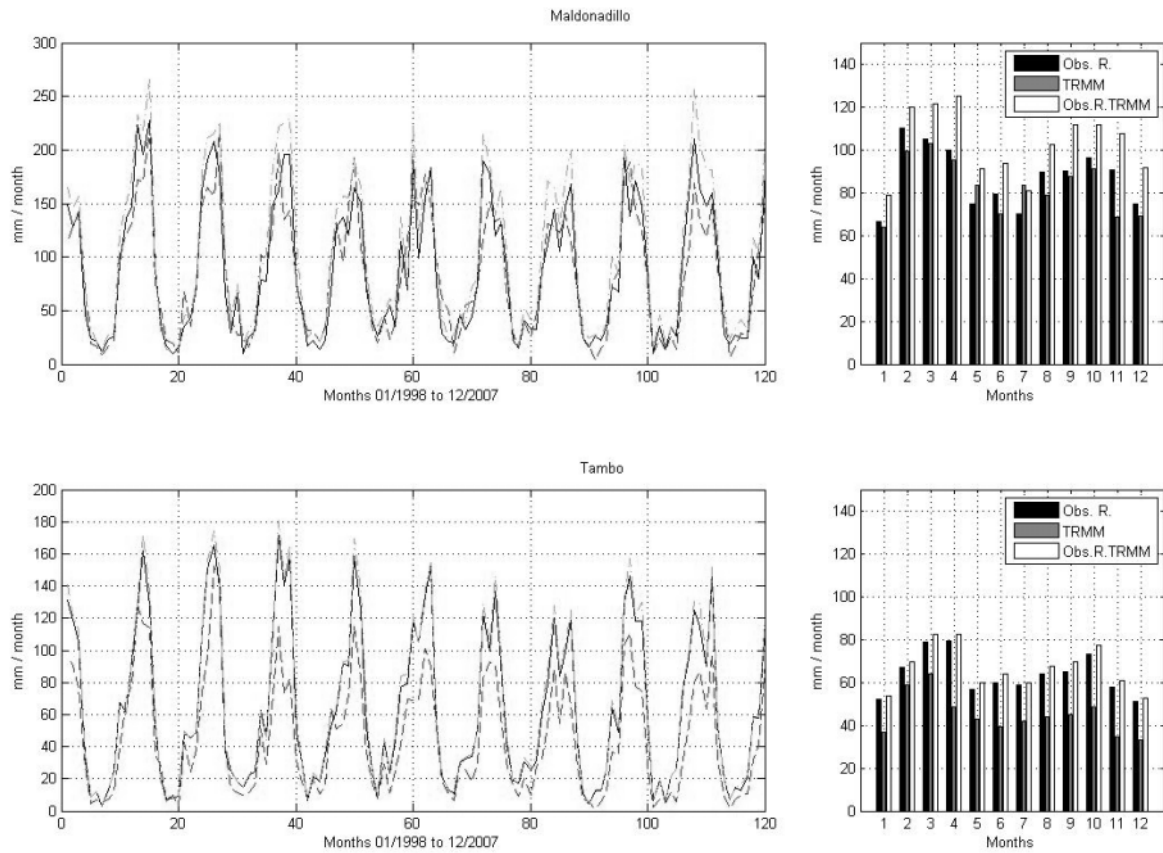 Maldonadillo
300
250
200
150
100
50
0
mm / month
0 20 40 60 80 100 120
Months 01/1998 to 12/2007
140
120
100
80
60
40
20
0
mm / month
Obs. R.
TRMM
Obs.R.TRMM
1 2 3 4 5 6 7 8 9 10 11 12
Months
Tambo
200
180
160
140
120
100
80
60
40
20
0
mm / month
0 20 40 60 80 100 120
Months 01/1998 to 12/2007
140
120
100
80
60
40
20
0
mm / month
Obs. R.
TRMM
Obs.R.TRMM
1 2 3 4 5 6 7 8 9 10 11 12
Months